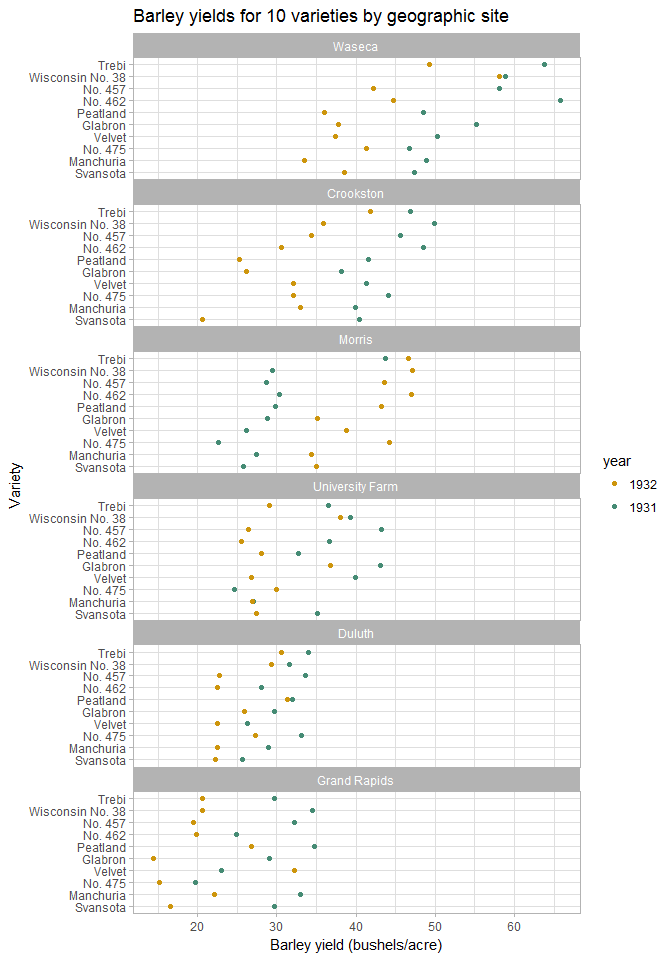 Barley yields for 10 varieties by geographic site
Waseca
Trebi
Wisconsin No. 38
No. 457
No. 462
Peatland
Glabron
Velvet
No. 475
Manchuria
Svansota
Crookston
Trebi
Wisconsin No. 38
No. 457
No. 462
Peatland
Glabron
Velvet
No. 475
Manchuria
Svansota
Morris
Trebi
Wisconsin No. 38
No. 457
No. 462
Peatland
Glabron
Velvet
No. 475
Manchuria
Svansota
University Farm
Trebi
Wisconsin No. 38
No. 457
No. 462
Peatland
Glabron
Velvet
No. 475
Manchuria
Svansota
Duluth
Trebi
Wisconsin No. 38
No. 457
No. 462
Peatland
Glabron
Velvet
No. 475
Manchuria
Svansota
Grand Rapids
Trebi
Wisconsin No. 38
No. 457
No. 462
Peatland
Glabron
Velvet
No. 475
Manchuria
Svansota
20 30 40 50 60
Barley yield (bushels/acre)
Variety
year
1932
1931